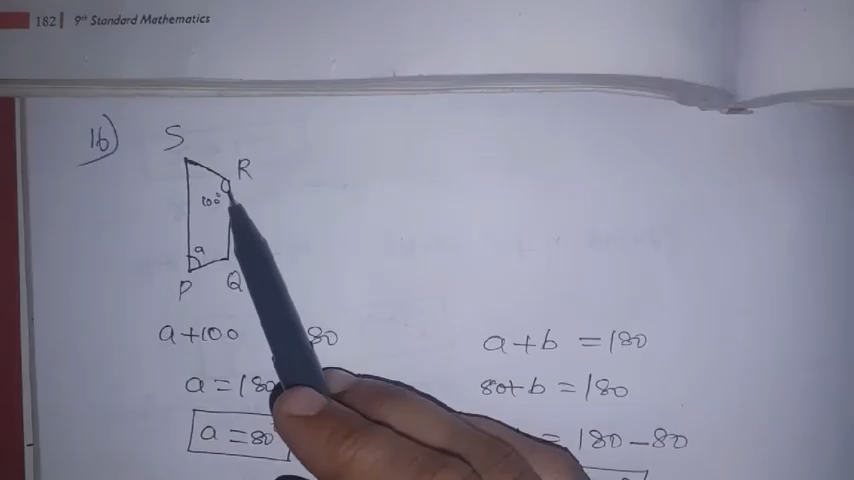 182 | 9th Standard Mathematics
16)
S
R
100°
a
P Q
a+100 80
a+b =180
a = 180
80+b =180
a = 80
= 180-80